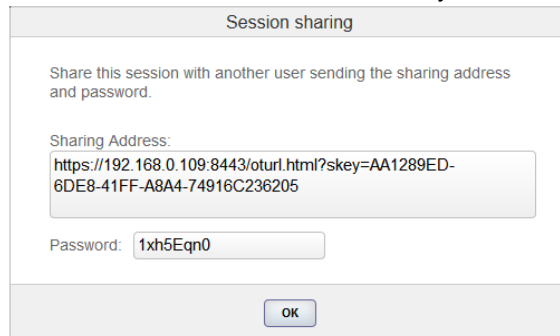 Session sharing
Share this session with another user sending the sharing address
and password.
Sharing Address:
https://192.168.0.109:8443/oturl.html?skey=AA1289ED-
6DE8-41FF-A8A4-74916C236205
Password: 1xh5Eqn0
OK